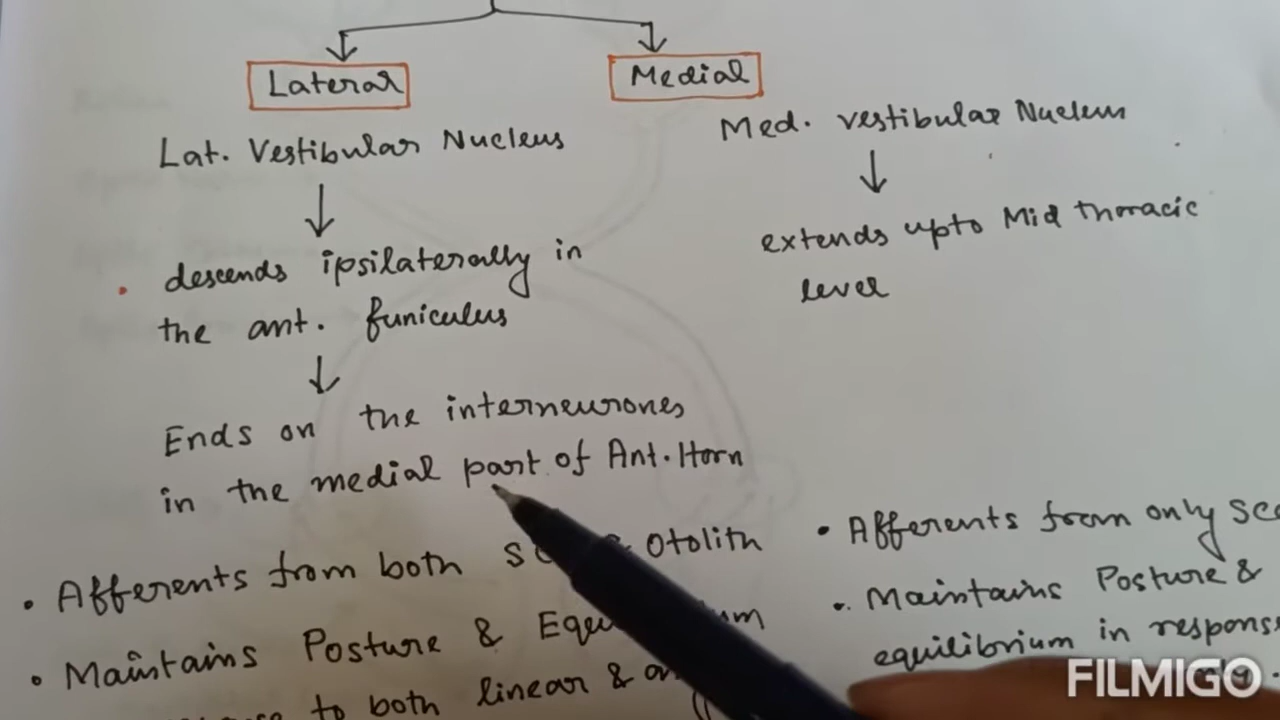 Lateral
Medial
Lat. Vestibular Nucleus
descends ipsilaterally in
the ant. funiculus
Ends on the interneurones
in the medial part of Ant. Horn
• Afferents from both & Otolith
• Maintains Posture &
to both linear &
Med. vestibular Nucleus
extends upto Mid thoracic
level
• Afferents from only
• Maintains Posture &
equilibrium in
FILMIGO